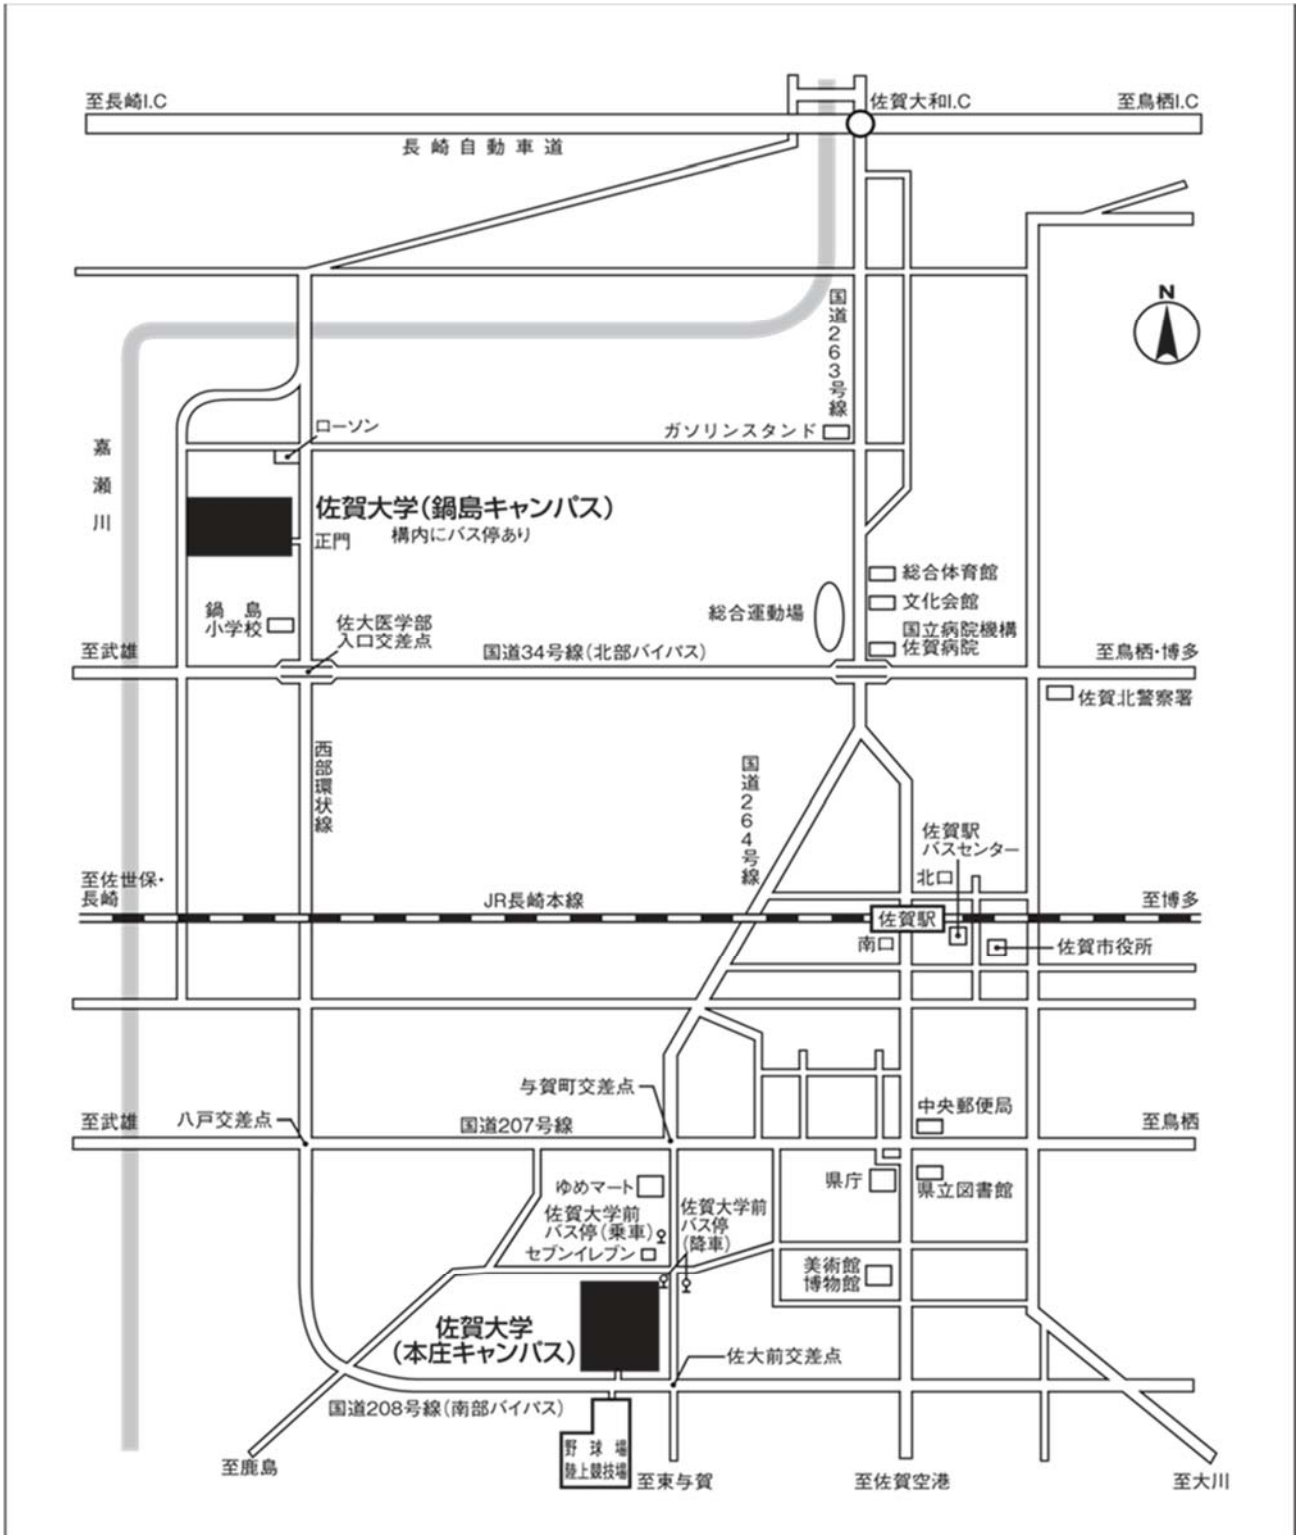 至長崎I.C
佐賀大和I.C
至鳥栖I.C
長崎自動車道
N
国道263号線
嘉瀬川
ローソン
ガソリンスタンド
佐賀大学(鍋島キャンパス)
構内にバス停あり
正門
総合体育館
文化会館
総合運動場
国立病院機構
佐賀病院
鍋島
小学校
佐大医学部
入口交差点
至武雄
国道34号線(北部バイパス)
至鳥栖・博多
佐賀北警察署
西部環状線
国道264号線
佐賀駅
バスセンター
北口
至佐世保・
長崎
JR長崎本線
至博多
佐賀駅
南口
佐賀市役所
与賀町交差点
至武雄
八戸交差点
国道207号線
中央郵便局
至鳥栖
ゆめマート
県庁
県立図書館
佐賀大学前
バス停(乗車)
佐賀大学前
バス停
(降車)
セブンイレブン
美術館
博物館
佐賀大学
(本庄キャンパス)
佐大前交差点
国道208号線(南部バイパス)
野球場
陸上競技場
至鹿島
至東与賀
至佐賀空港
至大川